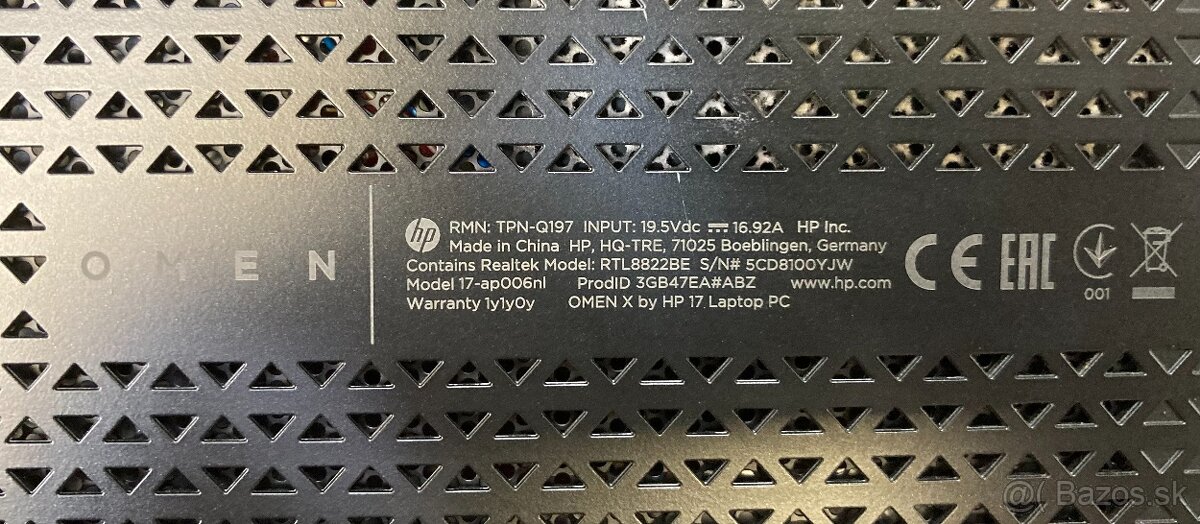 OMEN
hp RMN: TPN-Q197 INPUT: 19.5Vdc ⎓ 16.92A HP Inc.
Made in China HP, HQ-TRE, 71025 Boeblingen, Germany
Contains Realtek Model: RTL8822BE S/N# 5CD8100YJW
Model 17-ap006nl ProdID 3GB47EA#ABZ www.hp.com
Warranty 1y1y0y OMEN X by HP 17 Laptop PC
CE EAC
001
@( Bazos.sk